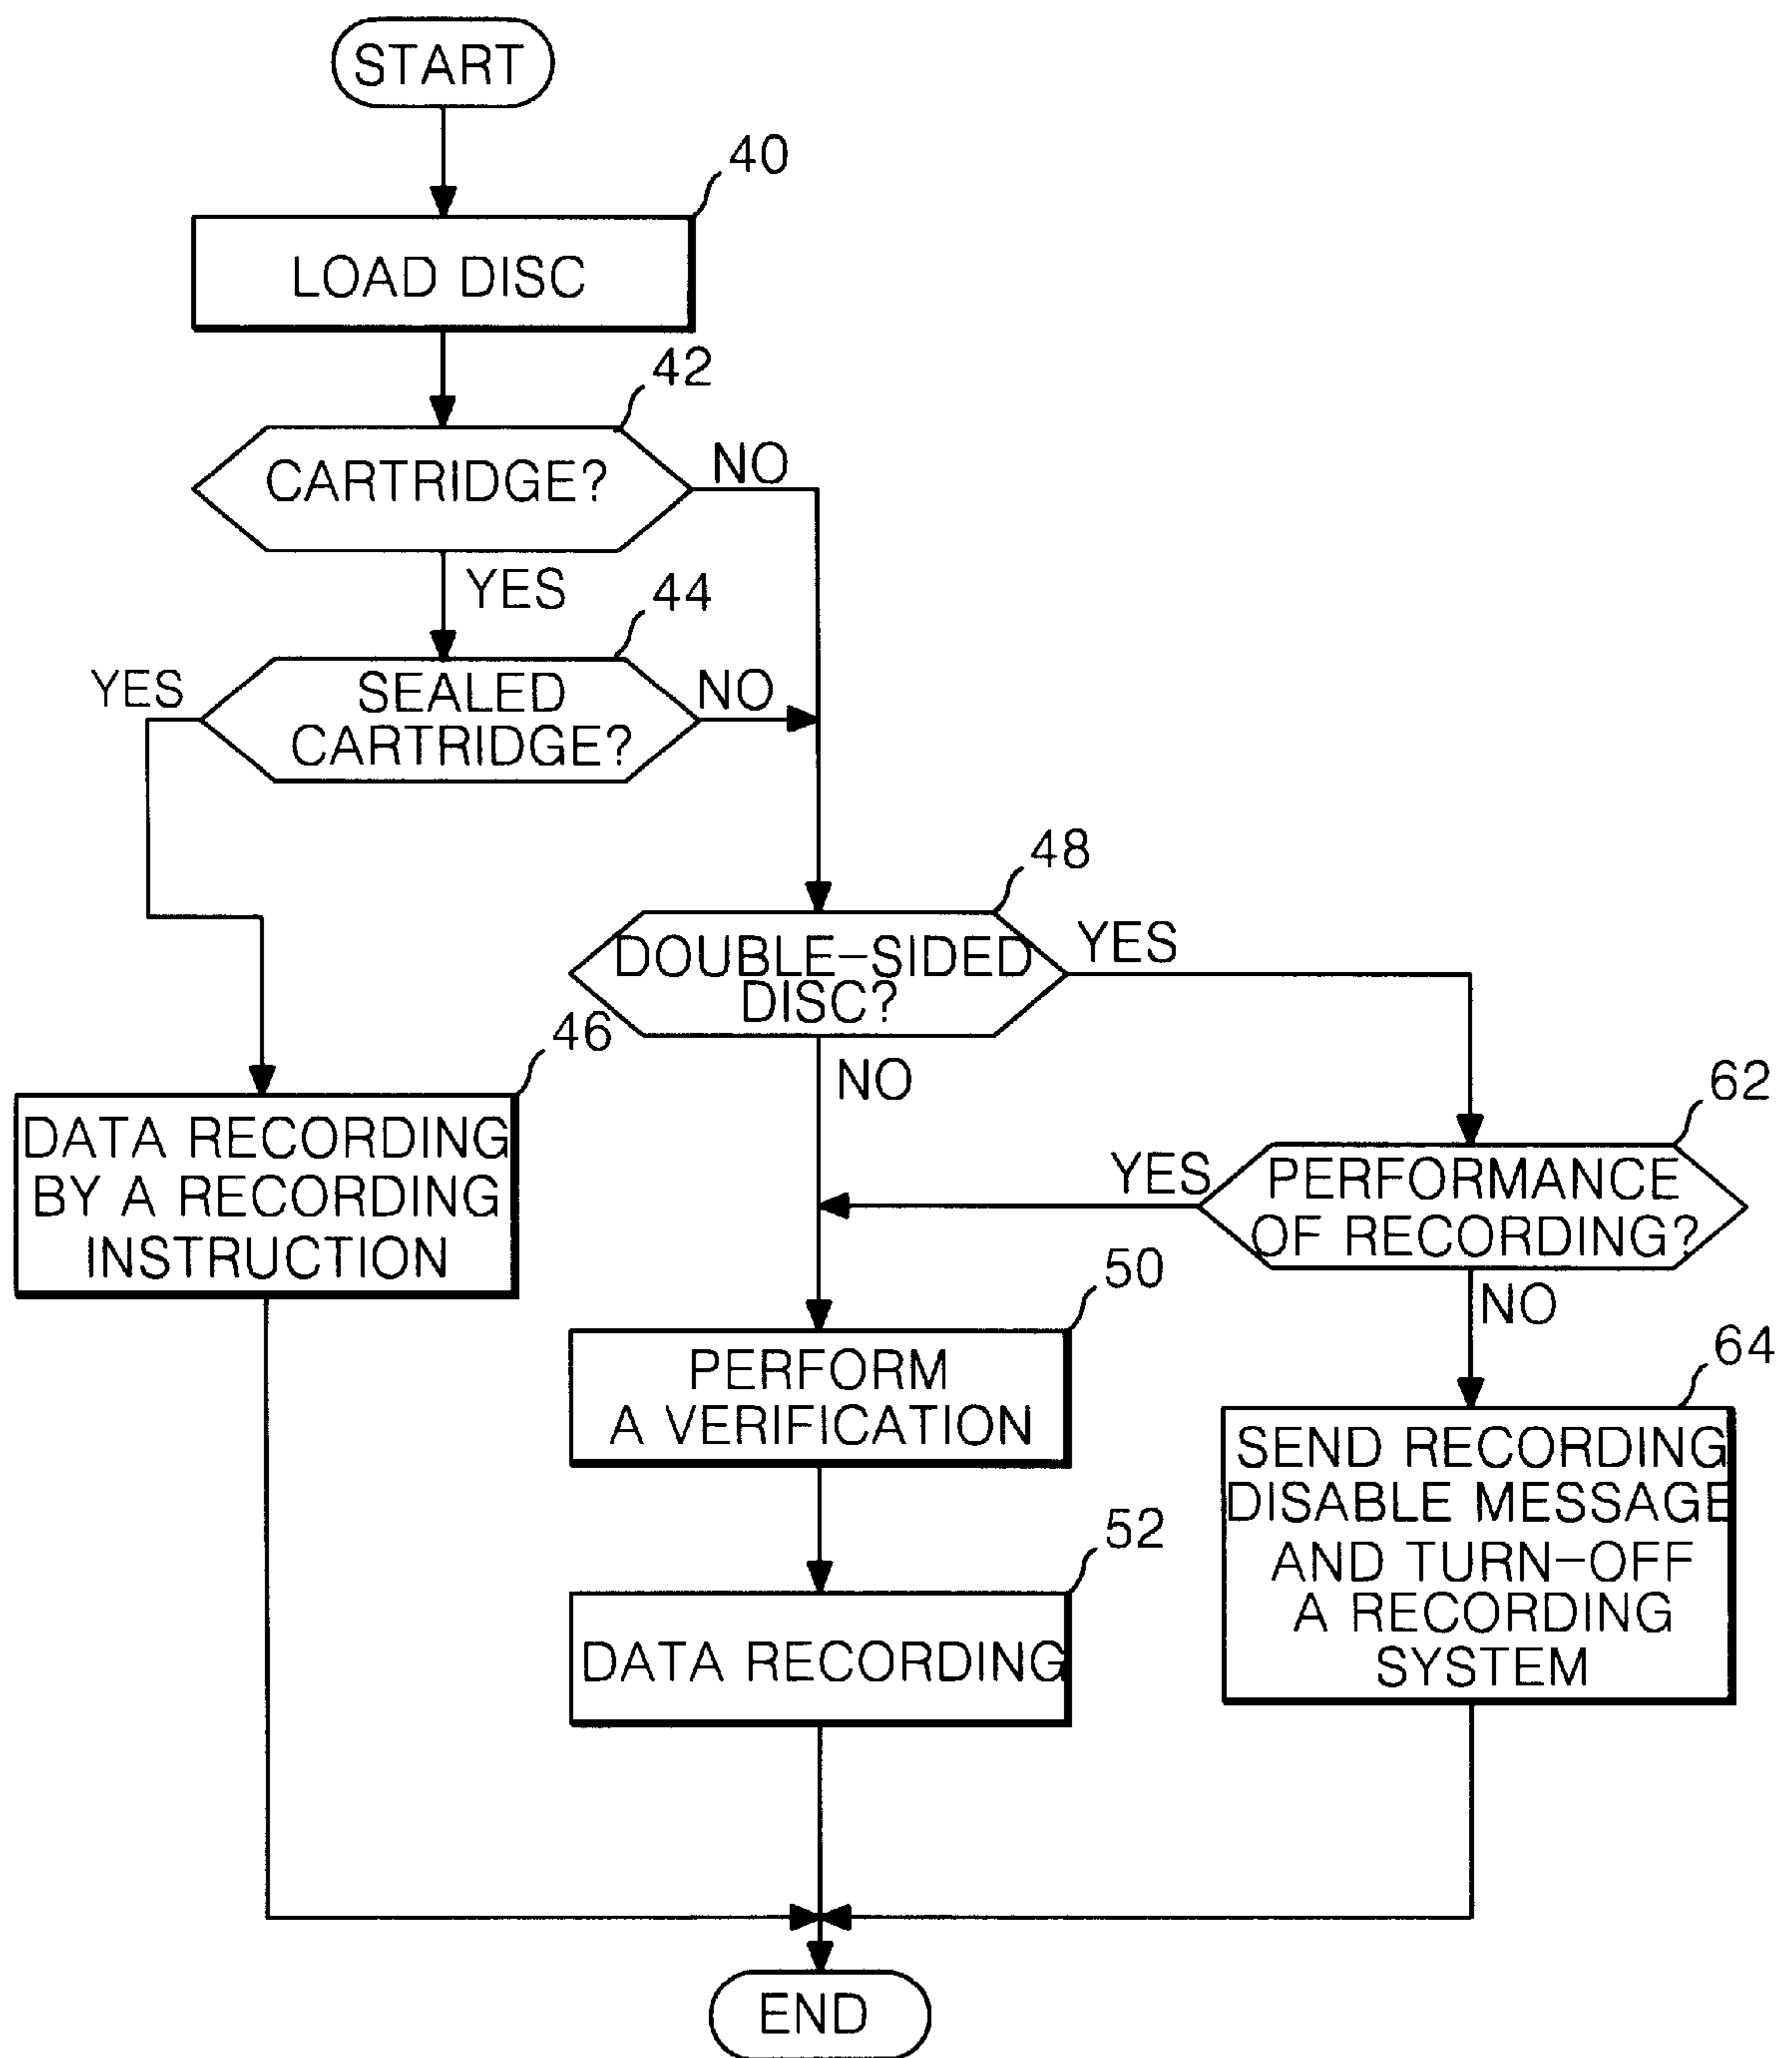 START
40
LOAD DISC
42
CARTRIDGE?
NO
YES
44
YES
SEALED
CARTRIDGE?
NO
48
DOUBLE-SIDED
DISC?
YES
NO
46
DATA RECORDING
BY A RECORDING
INSTRUCTION
62
YES
PERFORMANCE
OF RECORDING?
NO
50
PERFORM
A VERIFICATION
64
SEND RECORDING
DISABLE MESSAGE
AND TURN-OFF
A RECORDING
SYSTEM
52
DATA RECORDING
END